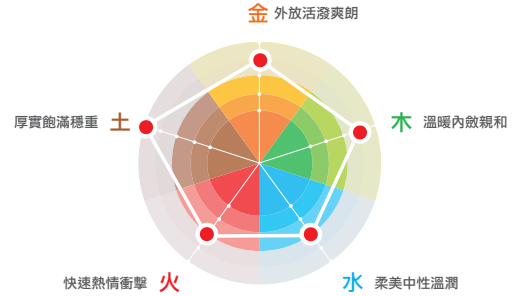 金 外放活潑爽朗
厚實飽滿穩重 土
木 溫暖內斂親和
快速熱情衝擊 火
水 柔美中性溫潤